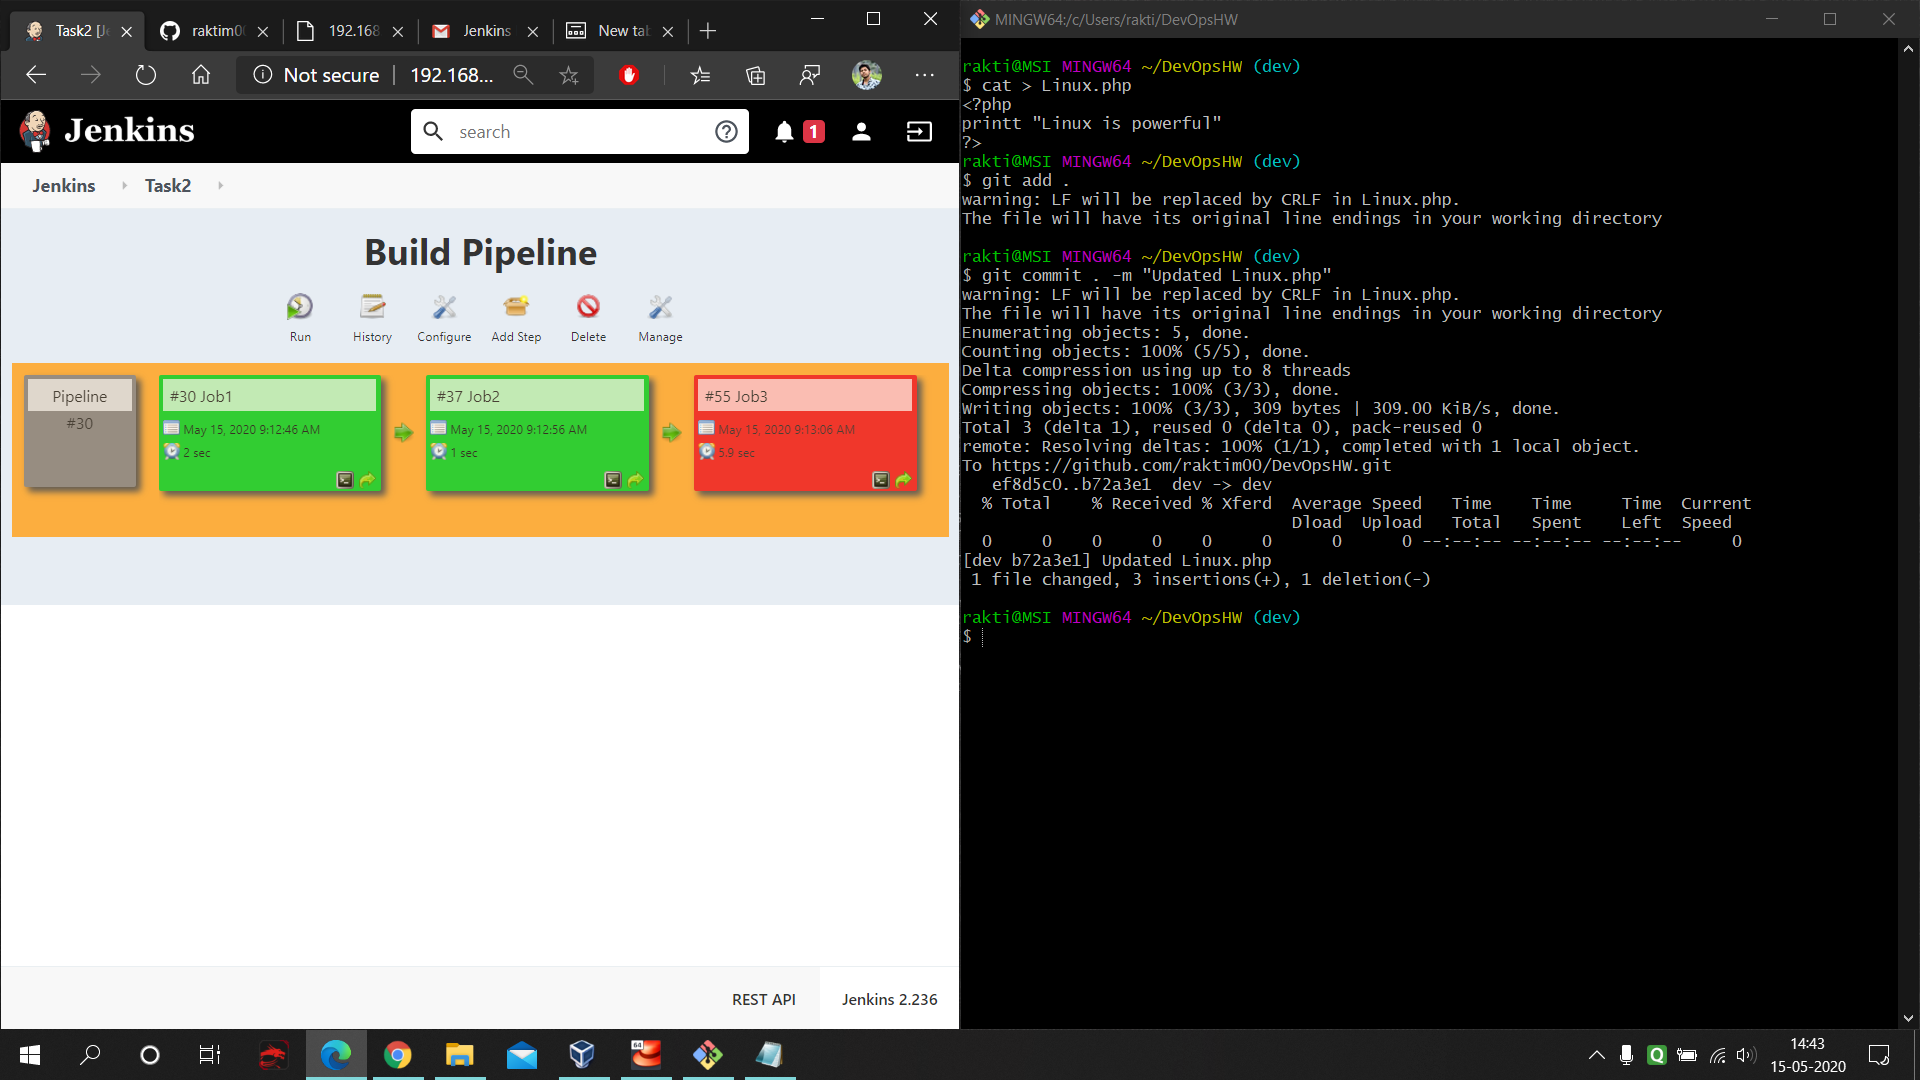 Task2 [Je
raktim0
192.168
Jenkins
New tab
MINGW64:/c/Users/rakti/DevOpsHW
Not secure
192.168...
Jenkins
search
1
Jenkins
Task2
Build Pipeline
Run
History
Configure
Add Step
Delete
Manage
Pipeline
#30
#30 Job1
May 15, 2020 9:12:46 AM
2 sec
#37 Job2
May 15, 2020 9:12:56 AM
1 sec
#55 Job3
May 15, 2020 9:13:06 AM
5.9 sec
REST API
Jenkins 2.236
rakti@MSI MINGW64 ~/DevOpsHW (dev)
$ cat > Linux.php
<?php
printt "Linux is powerful"
?>
rakti@MSI MINGW64 ~/DevOpsHW (dev)
$ git add .
warning: LF will be replaced by CRLF in Linux.php.
The file will have its original line endings in your working directory
rakti@MSI MINGW64 ~/DevOpsHW (dev)
$ git commit . -m "Updated Linux.php"
warning: LF will be replaced by CRLF in Linux.php.
The file will have its original line endings in your working directory
Enumerating objects: 5, done.
Counting objects: 100% (5/5), done.
Delta compression using up to 8 threads
Compressing objects: 100% (3/3), done.
Writing objects: 100% (3/3), 309 bytes | 309.00 KiB/s, done.
Total 3 (delta 1), reused 0 (delta 0), pack-reused 0
remote: Resolving deltas: 100% (1/1), completed with 1 local object.
To https://github.com/raktim00/DevOpsHW.git
ef8d5c0..b72a3e1 dev -> dev
% Total % Received % Xferd Average Speed Time Time Time Current
Dload Upload Total Spent Left Speed
0 0 0 0 0 0 0 0 --:--:-- --:--:-- --:--:-- 0
[dev b72a3e1] Updated Linux.php
1 file changed, 3 insertions(+), 1 deletion(-)
rakti@MSI MINGW64 ~/DevOpsHW (dev)
$
64
14:43
15-05-2020